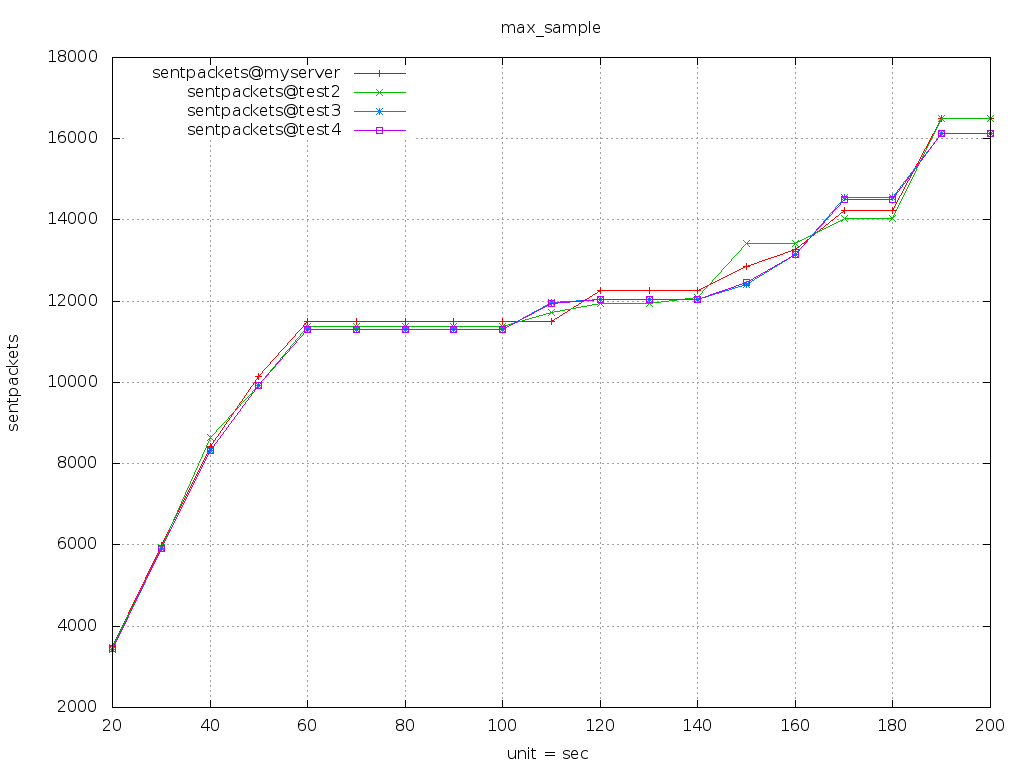 max_sample
18000
16000
14000
12000
10000
8000
6000
4000
2000
sentpackets
sentpackets@myserver
sentpackets@test2
sentpackets@test3
sentpackets@test4
20 40 60 80 100 120 140 160 180 200
unit = sec